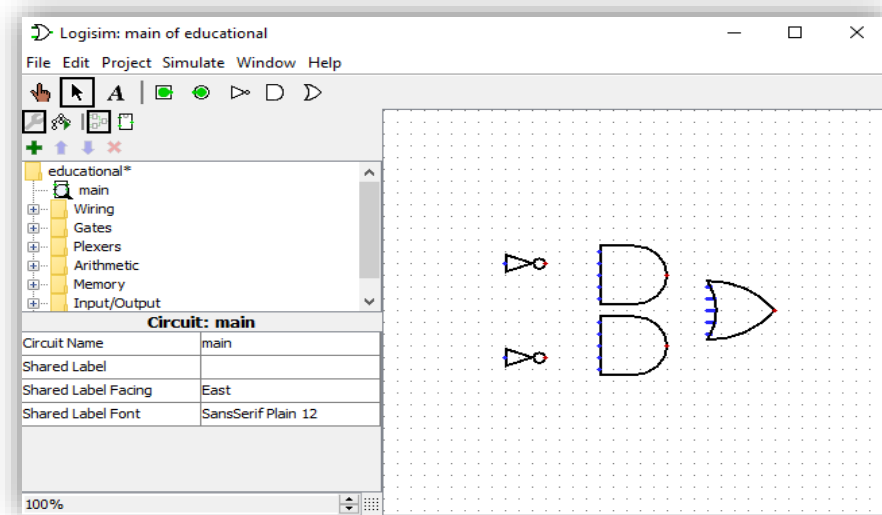 Logisim: main of educational
File Edit Project Simulate Window Help
A
educational*
main
Wiring
Gates
Plexers
Arithmetic
Memory
Input/Output
Circuit: main
Circuit Name main
Shared Label
Shared Label Facing East
Shared Label Font SansSerif Plain 12
100%